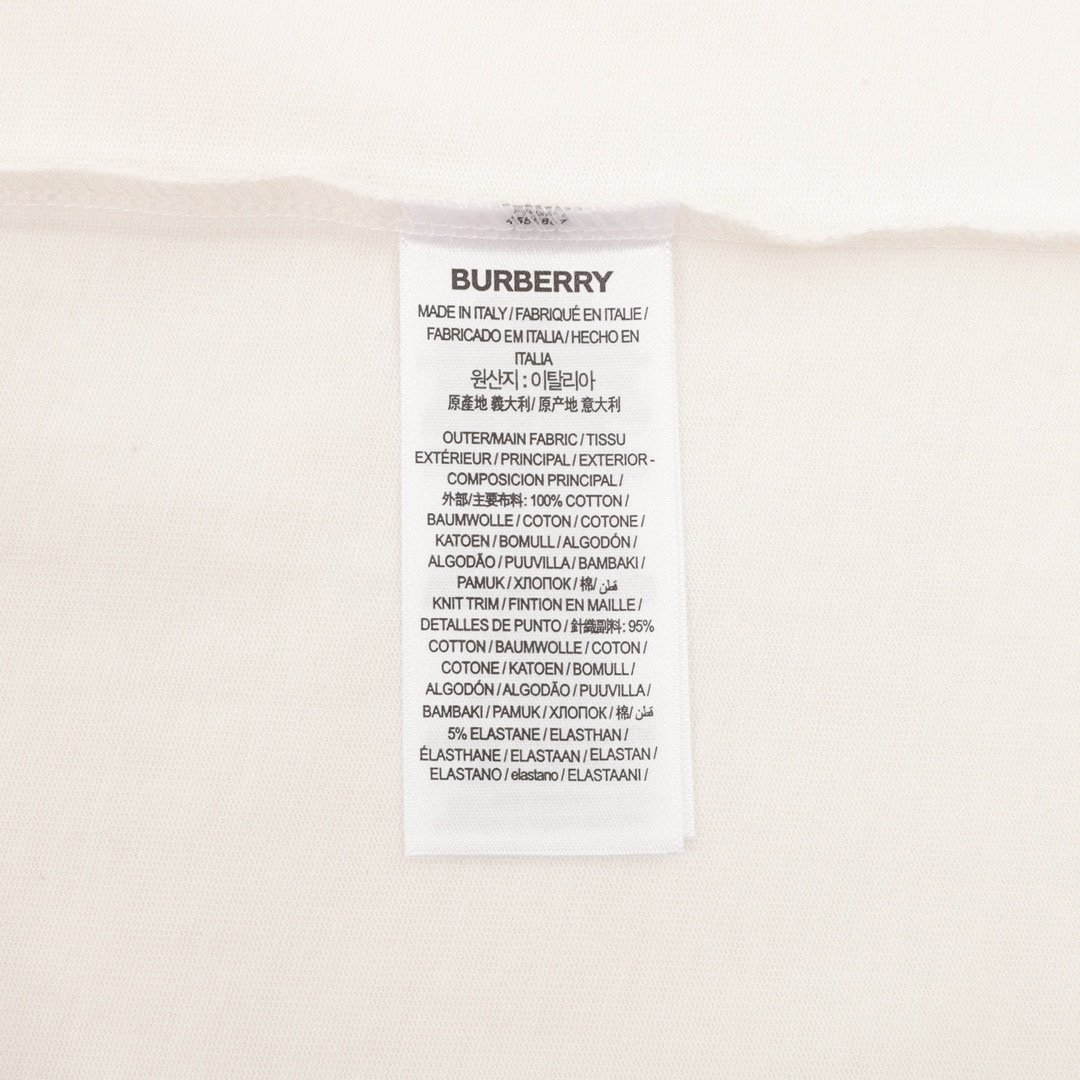 BURBERRY
MADE IN ITALY / FABRIQUÉ EN ITALIE /
FABRICADO EM ITALIA / HECHO EN
ITALIA
원산지 : 이탈리아
原產地 義大利/ 原产地 意大利
OUTER/MAIN FABRIC / TISSU
EXTÉRIEUR / PRINCIPAL / EXTERIOR -
COMPOSICION PRINCIPAL /
外部/主要布料: 100% COTTON /
BAUMWOLLE / COTON / COTONE /
KATOEN / BOMULL / ALGODÓN /
ALGODÃO / PUUVILLA / BAMBAKI /
PAMUK / ХЛОПОК / 棉/ قطن
KNIT TRIM / FINTION EN MAILLE /
DETALLES DE PUNTO / 針織副料: 95%
COTTON / BAUMWOLLE / COTON /
COTONE / KATOEN / BOMULL /
ALGODÓN / ALGODÃO / PUUVILLA /
BAMBAKI / PAMUK / ХЛОПОК / 棉/ قطن
5% ELASTANE / ELASTHAN /
ÉLASTHANE / ELASTAAN / ELASTAN /
ELASTANO / elastano / ELASTAANI /